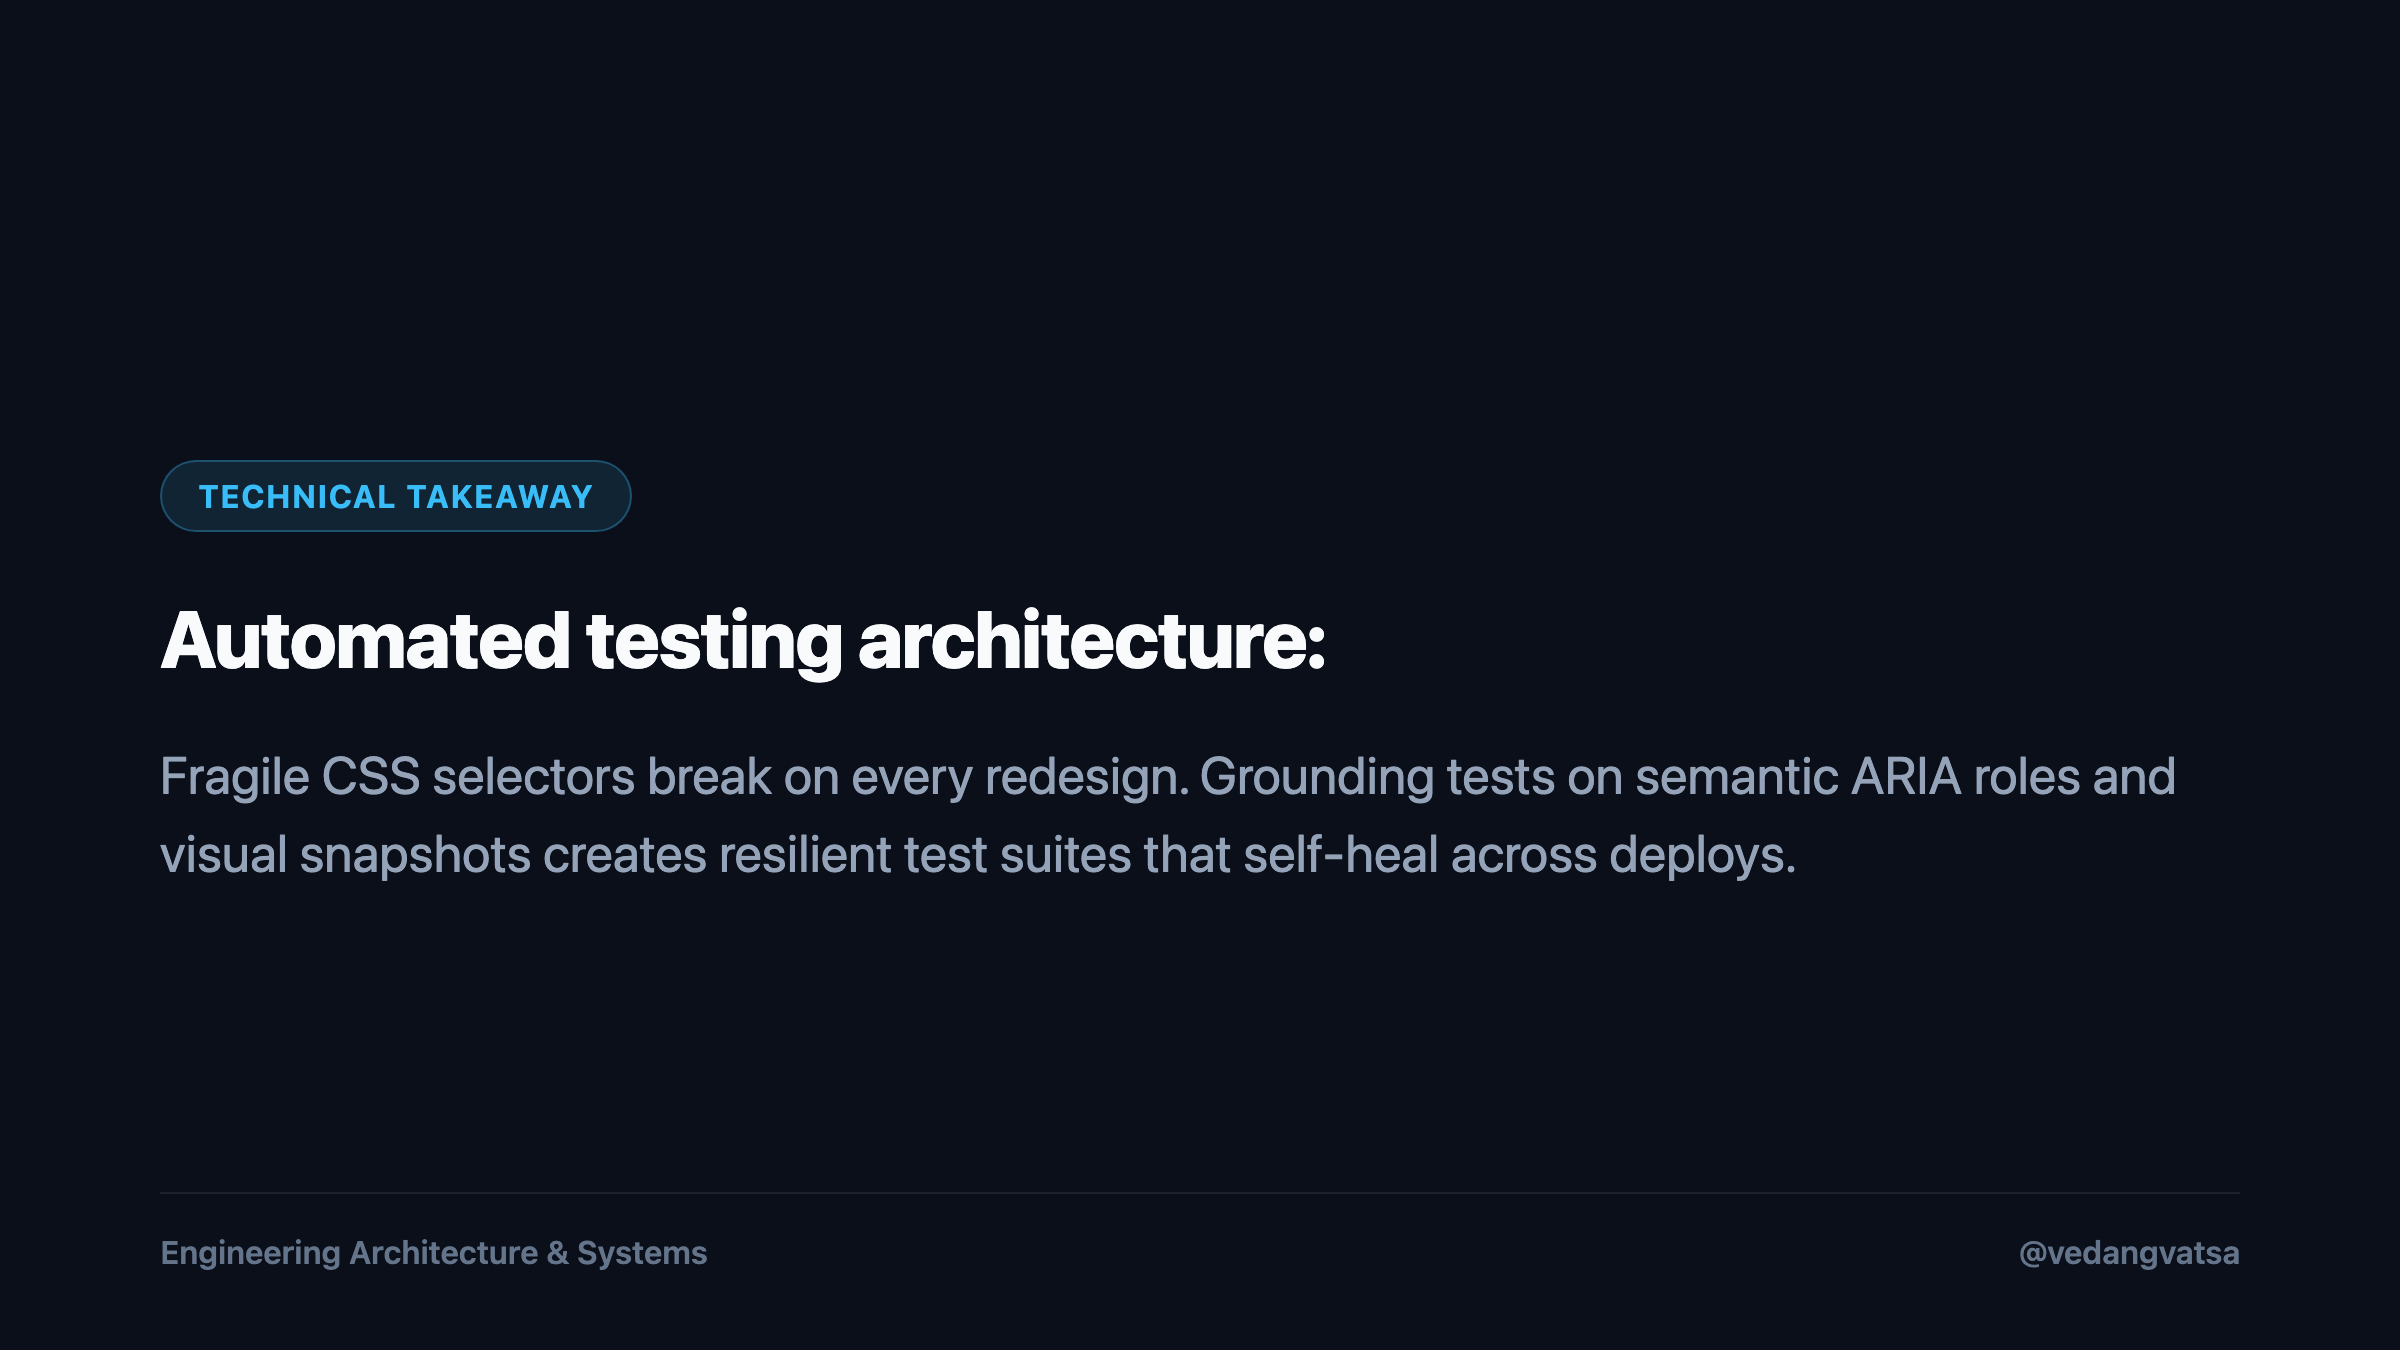 TECHNICAL TAKEAWAY
Automated testing architecture:
Fragile CSS selectors break on every redesign. Grounding tests on semantic ARIA roles and
visual snapshots creates resilient test suites that self-heal across deploys.
Engineering Architecture & Systems
@vedangvatsa